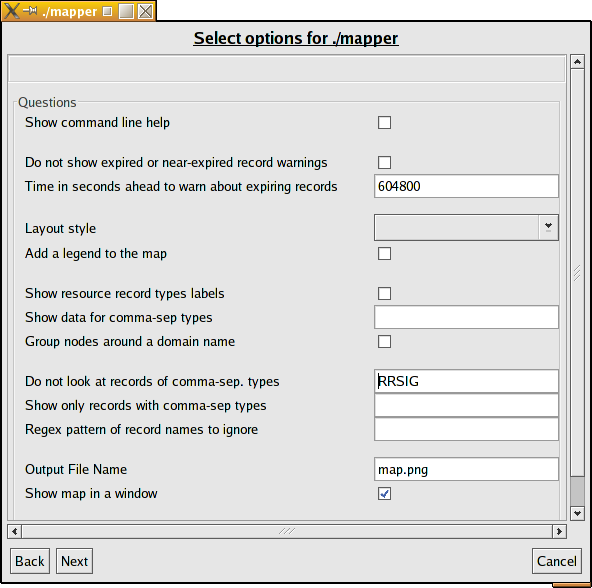 ./mapper
Select options for ./mapper
Questions
Show command line help
Do not show expired or near-expired record warnings
Time in seconds ahead to warn about expiring records 604800
Layout style
Add a legend to the map
Show resource record types labels
Show data for comma-sep types
Group nodes around a domain name
Do not look at records of comma-sep. types RRSIG
Show only records with comma-sep types
Regex pattern of record names to ignore
Output File Name map.png
Show map in a window
Back Next Cancel